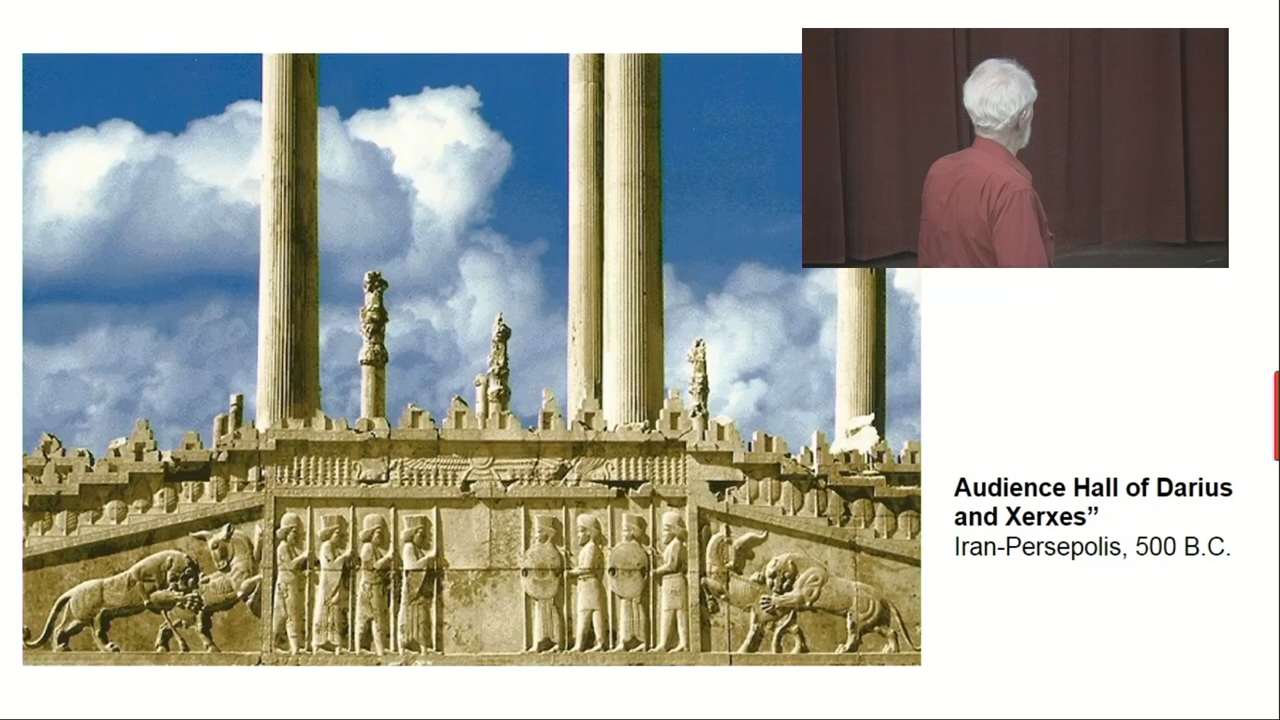 Audience Hall of Darius
and Xerxes”
Iran-Persepolis, 500 B.C.